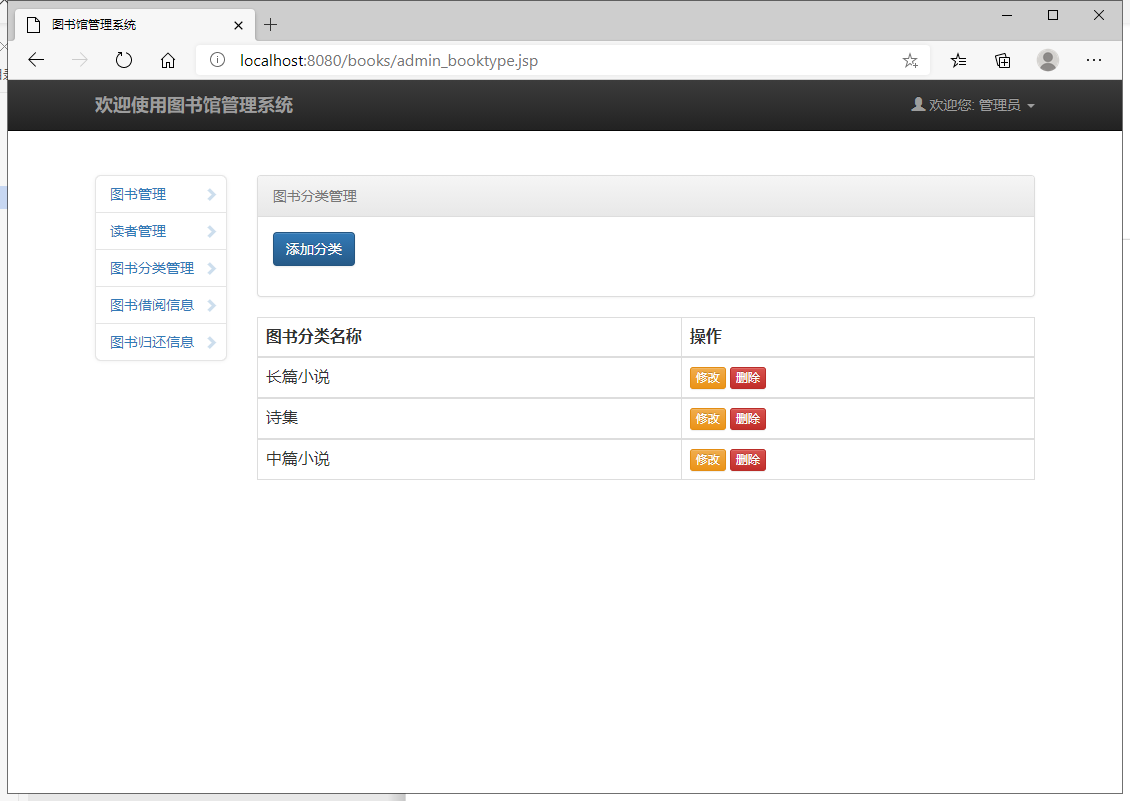 图书馆管理系统
localhost:8080/books/admin_booktype.jsp
欢迎使用图书馆管理系统
欢迎您: 管理员
图书管理
读者管理
图书分类管理
图书借阅信息
图书归还信息
图书分类管理
添加分类
图书分类名称 操作
长篇小说 修改 删除
诗集 修改 删除
中篇小说 修改 删除